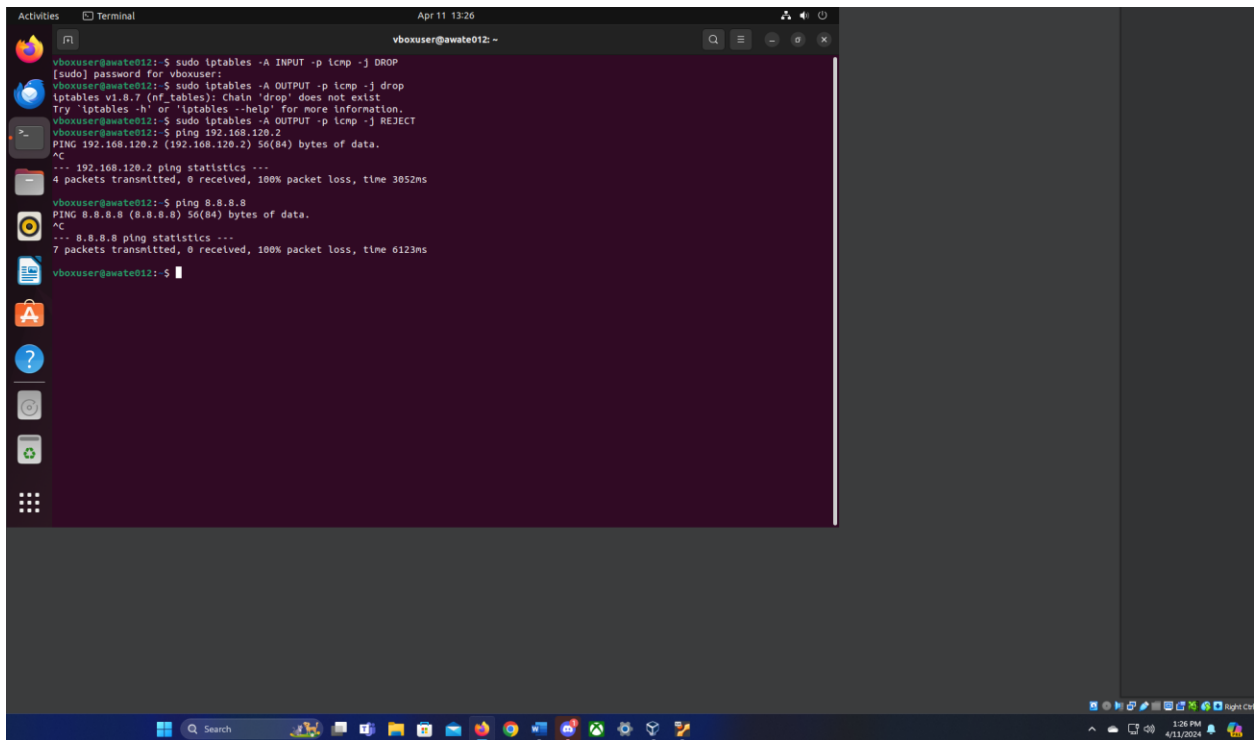 Activities Terminal Apr 11 13:26
vboxuser@awate012: ~
vboxuser@awate012:~$ sudo iptables -A INPUT -p icmp -j DROP
[sudo] password for vboxuser:
vboxuser@awate012:~$ sudo iptables -A OUTPUT -p icmp -j drop
iptables v1.8.7 (nf_tables): Chain 'drop' does not exist
Try `iptables -h' or 'iptables --help' for more information.
vboxuser@awate012:~$ sudo iptables -A OUTPUT -p icmp -j REJECT
vboxuser@awate012:~$ ping 192.168.120.2
PING 192.168.120.2 (192.168.120.2) 56(84) bytes of data.
^C
--- 192.168.120.2 ping statistics ---
4 packets transmitted, 0 received, 100% packet loss, time 3052ms
vboxuser@awate012:~$ ping 8.8.8.8
PING 8.8.8.8 (8.8.8.8) 56(84) bytes of data.
^C
--- 8.8.8.8 ping statistics ---
7 packets transmitted, 0 received, 100% packet loss, time 6123ms
vboxuser@awate012:~$
Right Ctrl
Search
1:26 PM
4/11/2024